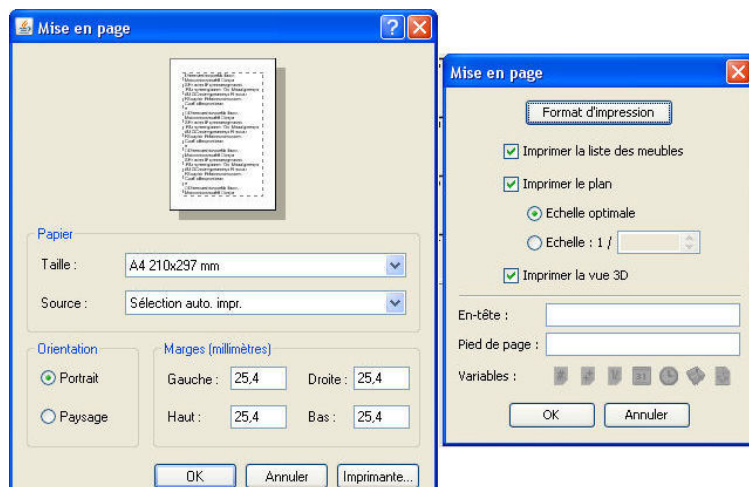 Mise en page
Papier
Taille :
A4 210x297 mm
Source :
Sélection auto. impr.
Orientation
Portrait
Paysage
Marges (millimètres)
Gauche : 25,4 Droite : 25,4
Haut : 25,4 Bas : 25,4
OK Annuler Imprimante...
Mise en page
Format d'impression
Imprimer la liste des meubles
Imprimer le plan
Echelle optimale
Echelle : 1 /
Imprimer la vue 3D
En-tête :
Pied de page :
Variables :
OK Annuler